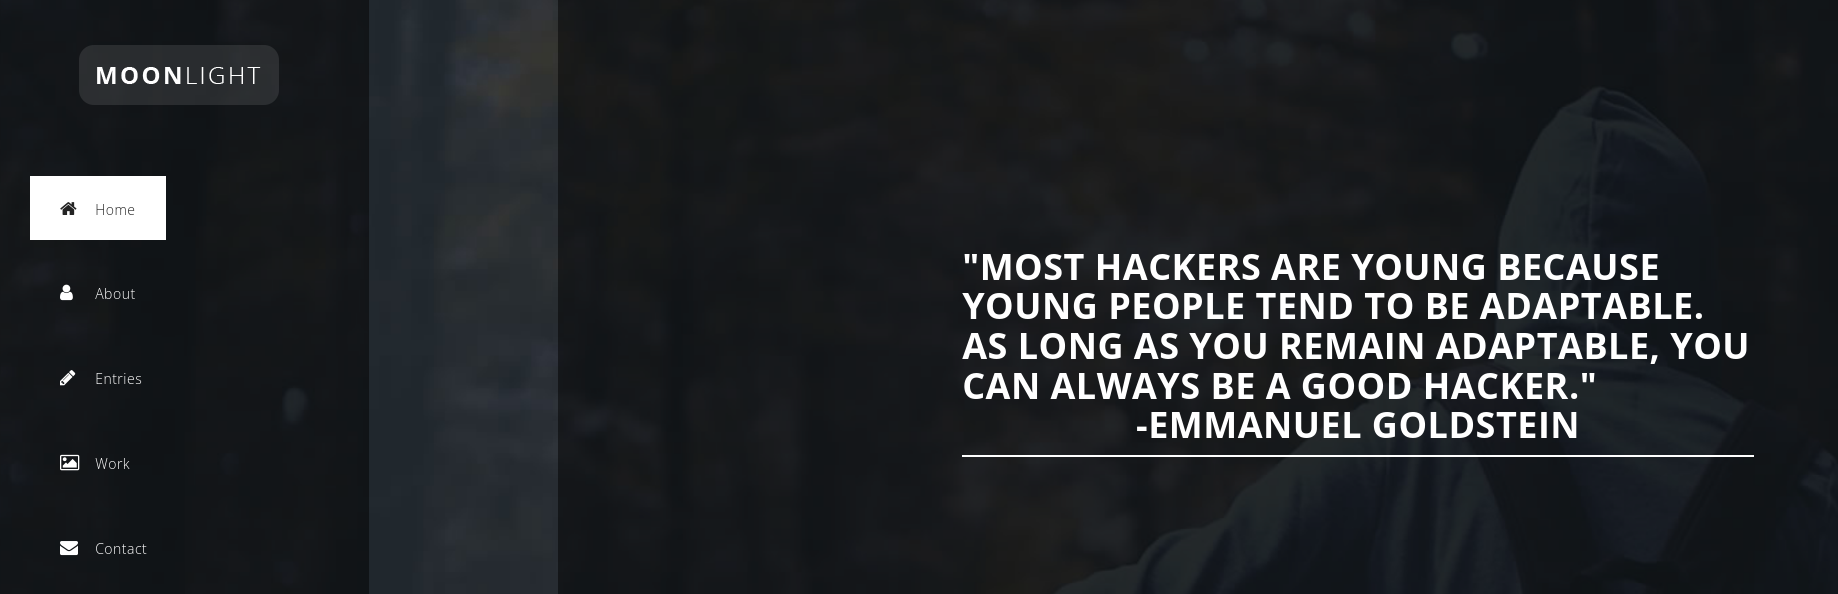 MOONLIGHT
Home
About
Entries
Work
Contact
"MOST HACKERS ARE YOUNG BECAUSE
YOUNG PEOPLE TEND TO BE ADAPTABLE.
AS LONG AS YOU REMAIN ADAPTABLE, YOU
CAN ALWAYS BE A GOOD HACKER."
-EMMANUEL GOLDSTEIN